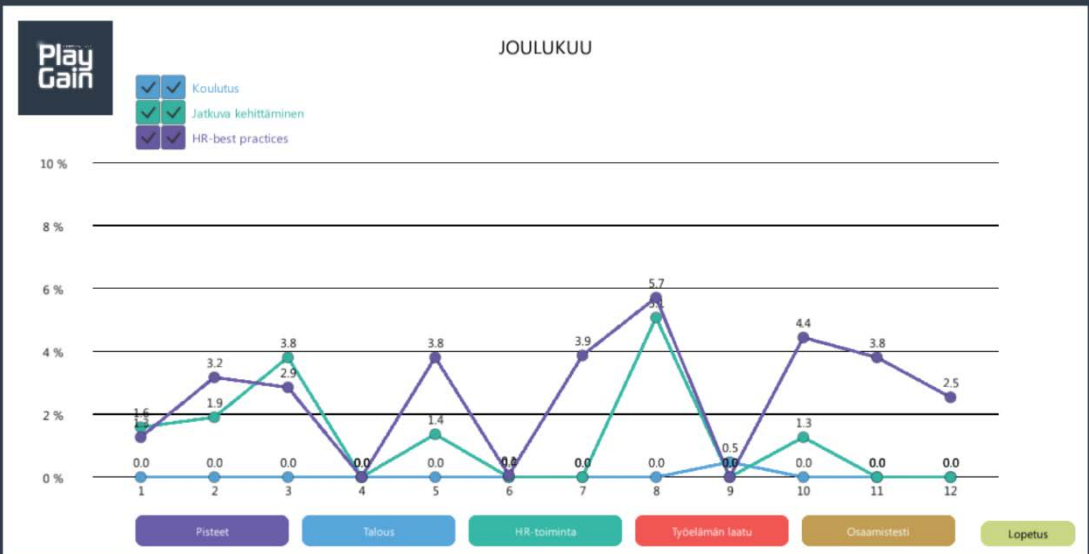 Play
Gain
JOULUKUU
Koulutus
Jatkuva kehittäminen
HR-best practices
10 %
8 %
6 %
4 %
2 %
0 %
1.6
3.2
1.9
3.8
2.9
3.8
1.4
3.9
5.7
4.4
1.3
3.8
2.5
0.0 0.0 0.0 0.0 0.0 0.0 0.0 0.5 0.0 0.0 0.0
1 2 3 4 5 6 7 8 9 10 11 12
Pisteet Talous HR-toiminta Työelämän laatu Osaamistesti Lopetus